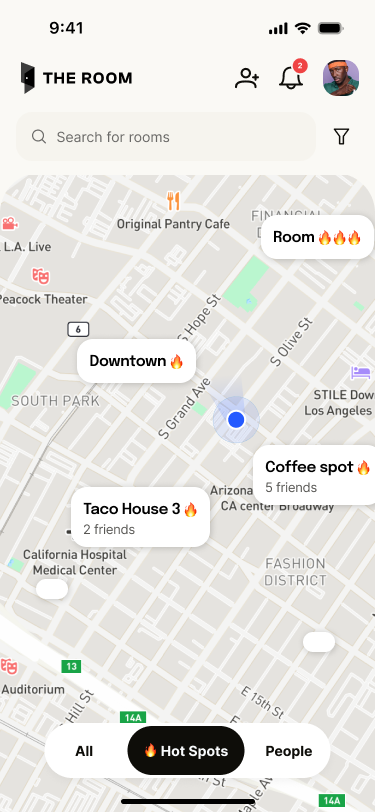 9:41
THE ROOM
2
Search for rooms
Original Pantry Cafe
FINANCIAL
Room 🔥🔥🔥
L.A. Live
Peacock Theater
6
S Hope St
S Olive St
Downtown 🔥
STILE Dow
Los Angeles
SOUTH PARK
S Grand Ave
Coffee spot 🔥
5 friends
Arizona
CA center Broadway
Taco House 3 🔥
2 friends
California Hospital
Medical Center
FASHION
DISTRICT
13
Auditorium
Hill St
E 15th St
14A
All
🔥 Hot Spots
People
14A